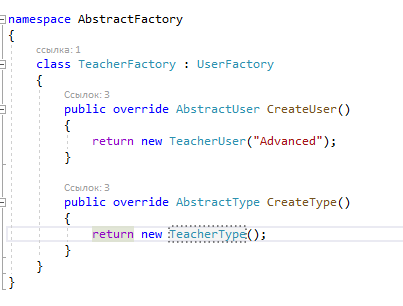 namespace AbstractFactory
{
ссылка: 1
class TeacherFactory : UserFactory
{
Ссылок: 3
public override AbstractUser CreateUser()
{
return new TeacherUser("Advanced");
}
Ссылок: 3
public override AbstractType CreateType()
{
return new TeacherType();
}
}
}